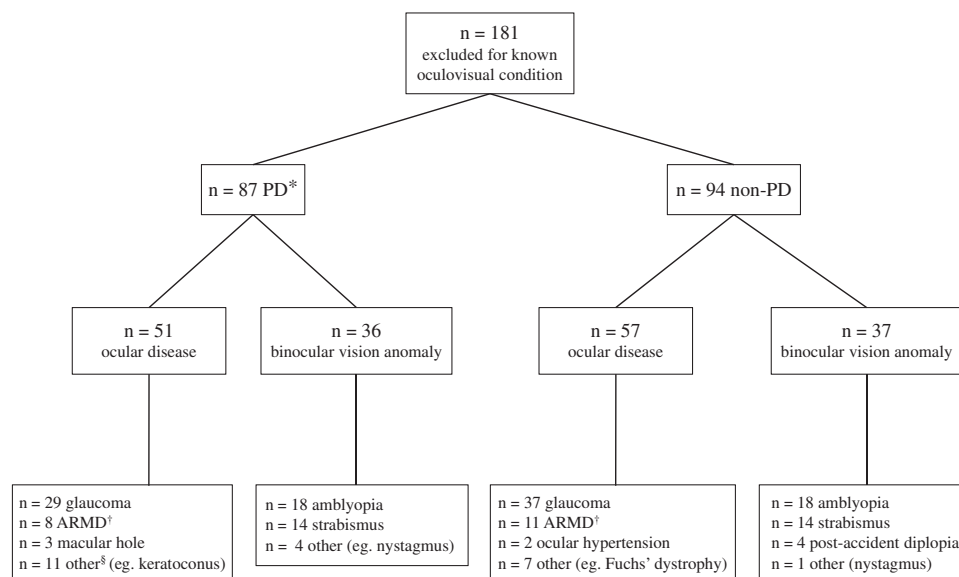 n = 181
excluded for known
oculovisual condition
n = 87 PD*
n = 94 non-PD
n = 51
ocular disease
n = 36
binocular vision anomaly
n = 57
ocular disease
n = 37
binocular vision anomaly
n = 29 glaucoma
n = 8 ARMD†
n = 3 macular hole
n = 11 other§ (eg. keratoconus)
n = 18 amblyopia
n = 14 strabismus
n = 4 other (eg. nystagmus)
n = 37 glaucoma
n = 11 ARMD†
n = 2 ocular hypertension
n = 7 other (eg. Fuchs' dystrophy)
n = 18 amblyopia
n = 14 strabismus
n = 4 post-accident diplopia
n = 1 other (nystagmus)